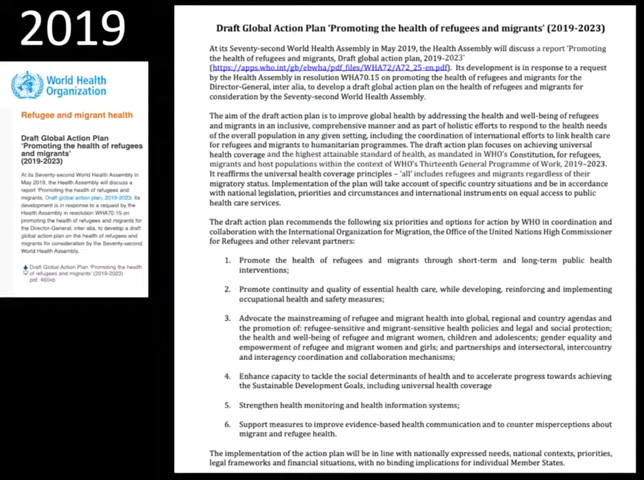 2019
World Health
Organization
Refugee and migrant health
Draft Global Action Plan
'Promoting the health of refugees
and migrants'
(2019-2023)
At its Seventy-second World Health Assembly in
May 2019, the Health Assembly will discuss a
report 'Promoting the health of refugees and
migrants, Draft global action plan, 2019-2023'. Its
development is in response to a request by the
Health Assembly in resolution WHA70.15 on
promoting the health of refugees and migrants for
the Director-General, inter alia, to develop a draft
global action plan on the health of refugees and
migrants for consideration by the Seventy-second
World Health Assembly.
Draft Global Action Plan 'Promoting the health
of refugees and migrants' (2019-2023)
pdf, 465kb
Draft Global Action Plan 'Promoting the health of refugees and migrants' (2019-2023)
At its Seventy-second World Health Assembly in May 2019, the Health Assembly will discuss a report 'Promoting
the health of refugees and migrants, Draft global action plan, 2019-2023'
(https://apps.who.int/gb/ebwha/pdf_files/WHA72/A72_25-en.pdf). Its development is in response to a request
by the Health Assembly in resolution WHA70.15 on promoting the health of refugees and migrants for the
Director-General, inter alia, to develop a draft global action plan on the health of refugees and migrants for
consideration by the Seventy-second World Health Assembly.
The aim of the draft action plan is to improve global health by addressing the health and well-being of refugees
and migrants in an inclusive, comprehensive manner and as part of holistic efforts to respond to the health needs
of the overall population in any given setting, including the coordination of international efforts to link health care
for refugees and migrants to humanitarian programmes. The draft action plan focuses on achieving universal
health coverage and the highest attainable standard of health, as mandated in WHO's Constitution, for refugees,
migrants and host populations within the context of WHO's Thirteenth General Programme of Work, 2019–2023.
It reaffirms the universal health coverage principles – 'all' includes refugees and migrants regardless of their
migratory status. Implementation of the plan will take account of specific country situations and be in accordance
with national legislation, priorities and circumstances and international instruments on equal access to public
health care services.
The draft action plan recommends the following six priorities and options for action by WHO in coordination and
collaboration with the International Organization for Migration, the Office of the United Nations High Commissioner
for Refugees and other relevant partners:
1. Promote the health of refugees and migrants through short-term and long-term public health
interventions;
2. Promote continuity and quality of essential health care, while developing, reinforcing and implementing
occupational health and safety measures;
3. Advocate the mainstreaming of refugee and migrant health into global, regional and country agendas and
the promotion of: refugee-sensitive and migrant-sensitive health policies and legal and social protection;
the health and well-being of refugee and migrant women, children and adolescents; gender equality and
empowerment of refugee and migrant women and girls; and partnerships and intersectoral, intercountry
and interagency coordination and collaboration mechanisms;
4. Enhance capacity to tackle the social determinants of health and to accelerate progress towards achieving
the Sustainable Development Goals, including universal health coverage
5. Strengthen health monitoring and health information systems;
6. Support measures to improve evidence-based health communication and to counter misperceptions about
migrant and refugee health.
The implementation of the action plan will be in line with nationally expressed needs, national contexts, priorities,
legal frameworks and financial situations, with no binding implications for individual Member States.